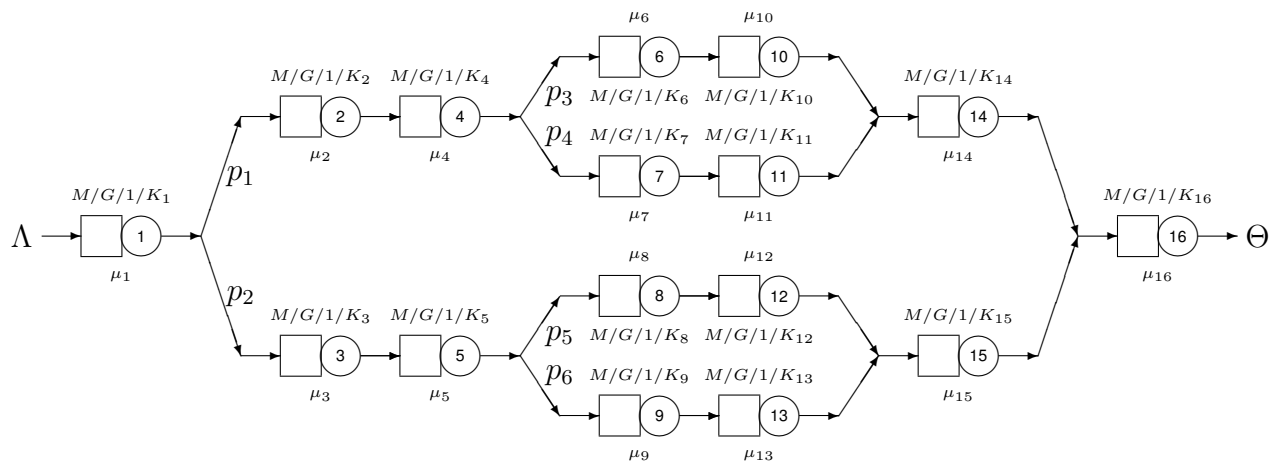 μ₆ μ₁₀
6 10
M/G/1/K₂ M/G/1/K₄ p₃ M/G/1/K₆ M/G/1/K₁₀ M/G/1/K₁₄
2 4 14
p₄ M/G/1/K₇ M/G/1/K₁₁
μ₂ μ₄ μ₁₄
p₁ 7 11
M/G/1/K₁ μ₇ μ₁₁ M/G/1/K₁₆
Λ 1 16 Θ
μ₁ μ₈ μ₁₂ μ₁₆
p₂ 8 12
M/G/1/K₃ M/G/1/K₅ p₅ M/G/1/K₈ M/G/1/K₁₂ M/G/1/K₁₅
3 5 15
p₆ M/G/1/K₉ M/G/1/K₁₃
μ₃ μ₅ μ₁₅
9 13
μ₉ μ₁₃